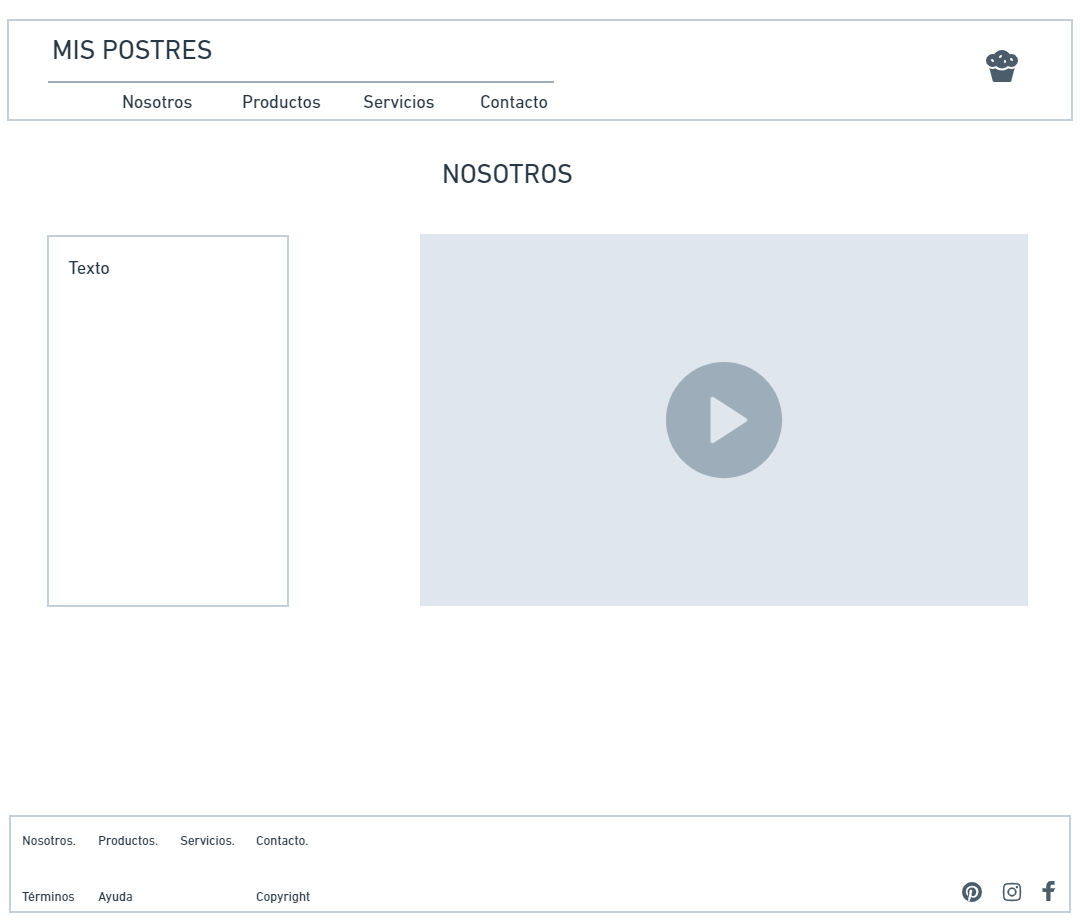 MIS POSTRES
Nosotros Productos Servicios Contacto
NOSOTROS
Texto
Nosotros. Productos. Servicios. Contacto.
Términos Ayuda Copyright